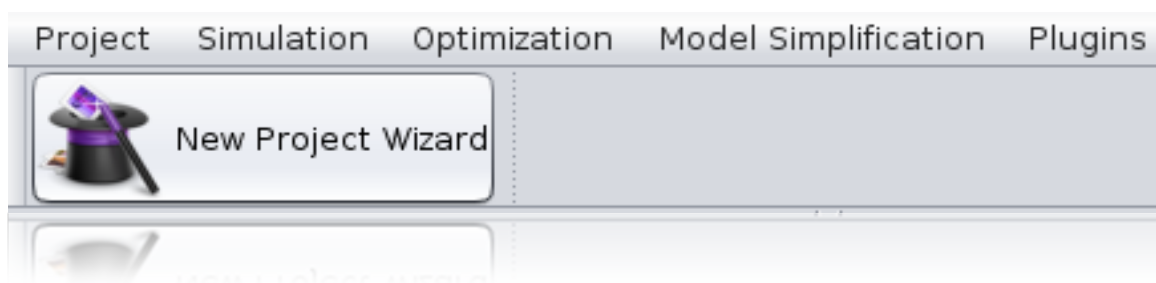 Project Simulation Optimization Model Simplification Plugins
New Project Wizard